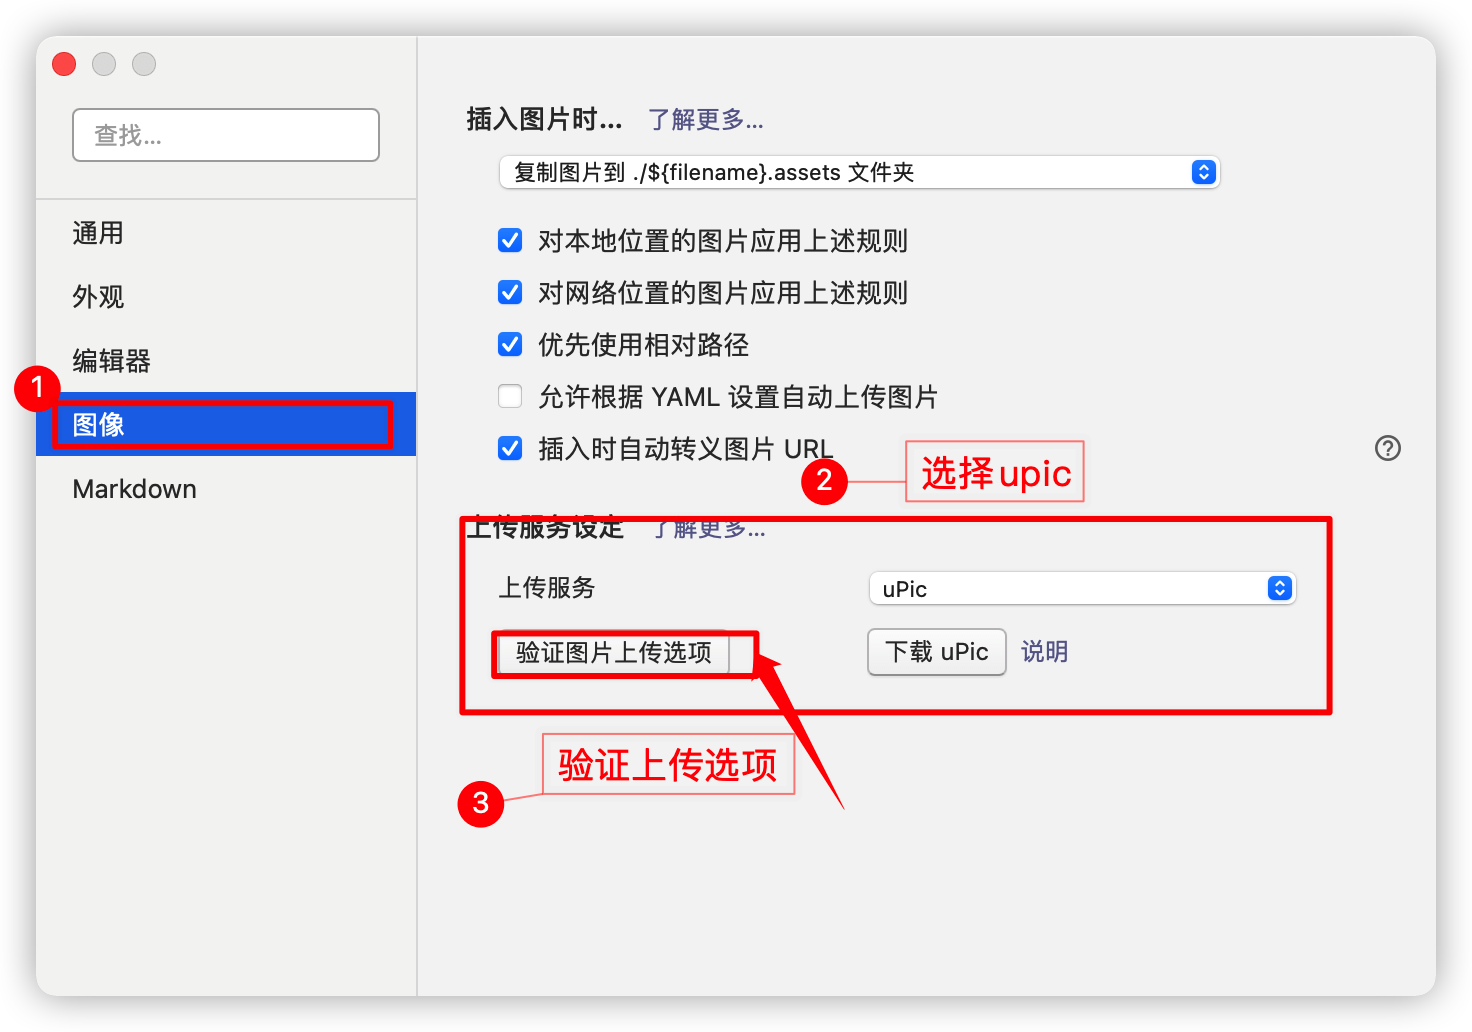 查找...
通用
外观
编辑器
1
图像
Markdown
插入图片时... 了解更多...
复制图片到 ./${filename}.assets 文件夹
对本地位置的图片应用上述规则
对网络位置的图片应用上述规则
优先使用相对路径
允许根据 YAML 设置自动上传图片
插入时自动转义图片 URL
?
2
选择upic
上传服务设定 了解更多...
上传服务
uPic
验证图片上传选项
下载 uPic 说明
验证上传选项
3